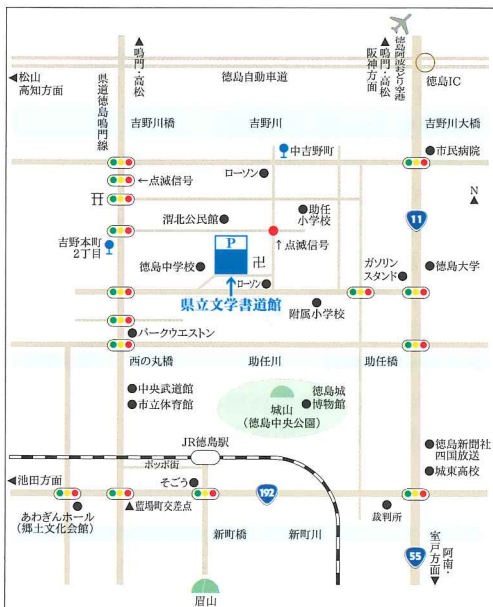 ▲鳴門・高松
▲鳴門・高松
阪神方面
徳島阿波おどり空港
◀松山
高知方面
県道徳島鳴門線
徳島自動車道
徳島IC
吉野川橋
吉野川
吉野川大橋
中吉野町
市民病院
ローソン
←点滅信号
N
渭北公民館
助任
小学校
11
吉野本町
2丁目
P
↑点滅信号
徳島中学校
卍
ガソリン
スタンド
徳島大学
ローソン
県立文学書道館
附属小学校
パークウエストン
西の丸橋
助任川
助任橋
中央武道館
市立体育館
城山
(徳島中央公園)
徳島城
博物館
JR徳島駅
ポッポ街
徳島新聞社
四国放送
城東高校
◀池田方面
そごう
192
あわぎんホール
(郷土文化会館)
▲藍場町交差点
裁判所
新町橋
新町川
55
阿南・
室戸方面
眉山